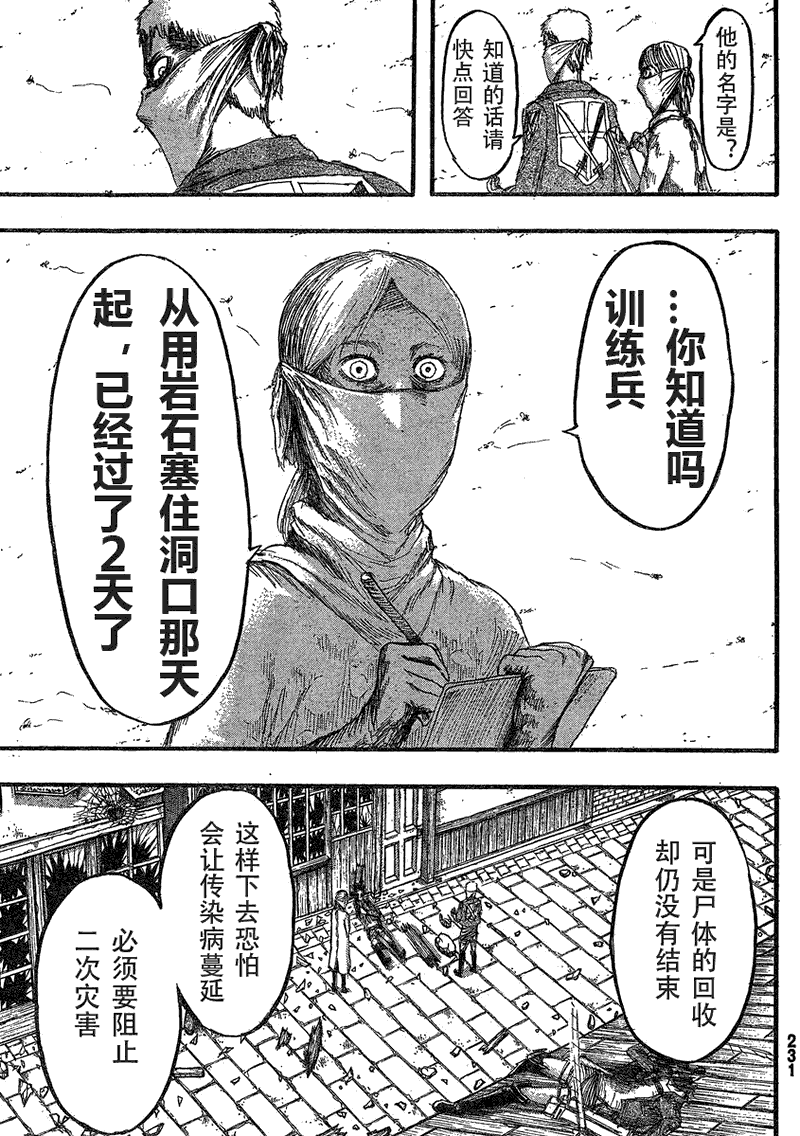 他的名字是？
知道的话请
快点回答
…你知道吗
训练兵
从用岩石塞住洞口那天
起，已经过了2天了
可是尸体的回收
却仍没有结束
这样下去恐怕
会让传染病蔓延
必须要阻止
二次灾害
231